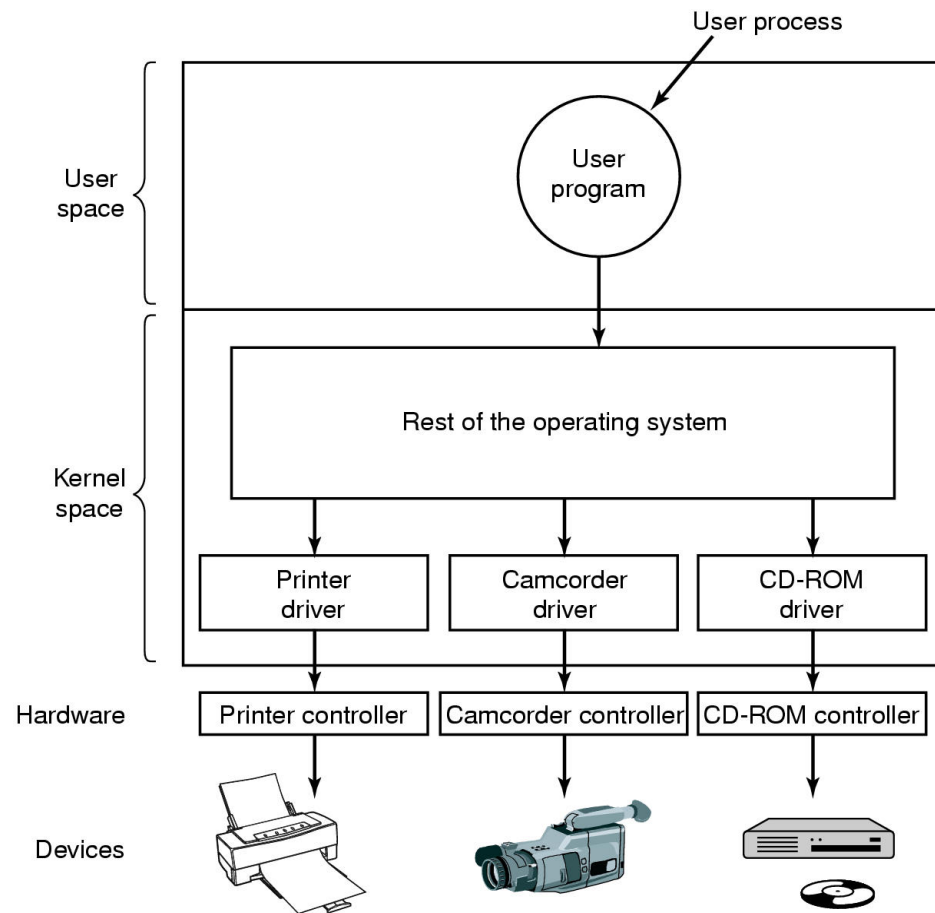 User process
User
program
User
space
Rest of the operating system
Kernel
space
Printer
driver
Camcorder
driver
CD-ROM
driver
Hardware
Printer controller
Camcorder controller
CD-ROM controller
Devices